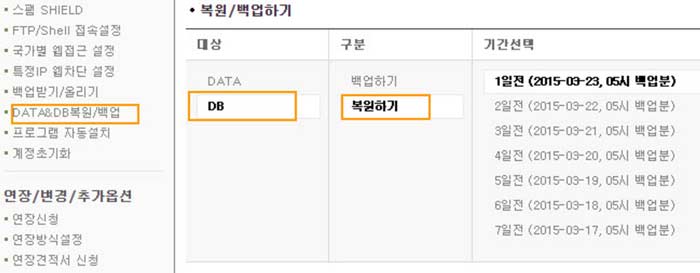 스팸 SHIELD
FTP/Shell 접속설정
국가별 웹접근 설정
특정IP 웹차단 설정
백업받기/올리기
DATA&DB복원/백업
프로그램 자동설치
계정초기화
연장/변경/추가옵션
연장신청
연장방식설정
연장견적서 신청
복원/백업하기
대상
구분
기간선택
DATA
백업하기
1일전 (2015-03-23, 05시 백업분)
DB
복원하기
2일전 (2015-03-22, 05시 백업분)
3일전 (2015-03-21, 05시 백업분)
4일전 (2015-03-20, 05시 백업분)
5일전 (2015-03-19, 05시 백업분)
6일전 (2015-03-18, 05시 백업분)
7일전 (2015-03-17, 05시 백업분)